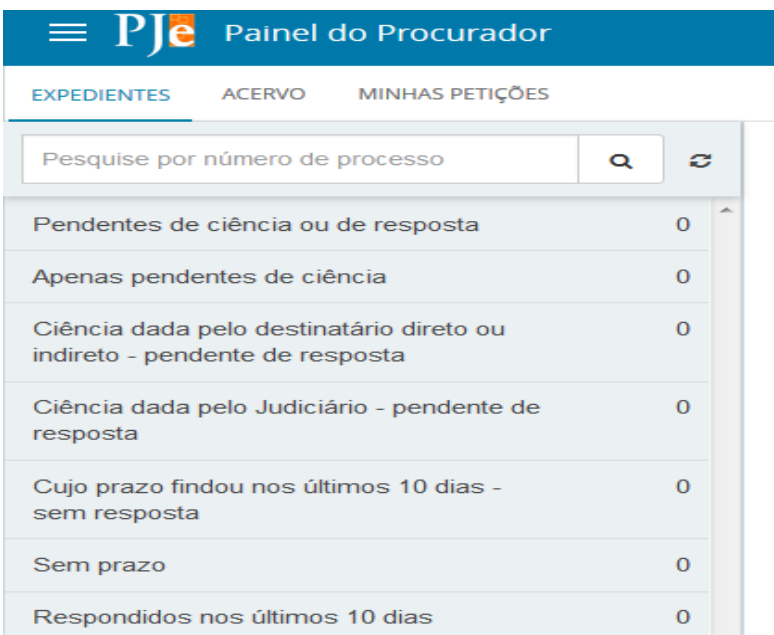 PJe Painel do Procurador
EXPEDIENTES ACERVO MINHAS PETIÇÕES
Pesquise por número de processo
Pendentes de ciência ou de resposta 0
Apenas pendentes de ciência 0
Ciência dada pelo destinatário direto ou 0
indireto - pendente de resposta
Ciência dada pelo Judiciário - pendente de 0
resposta
Cujo prazo findou nos últimos 10 dias - 0
sem resposta
Sem prazo 0
Respondidos nos últimos 10 dias 0